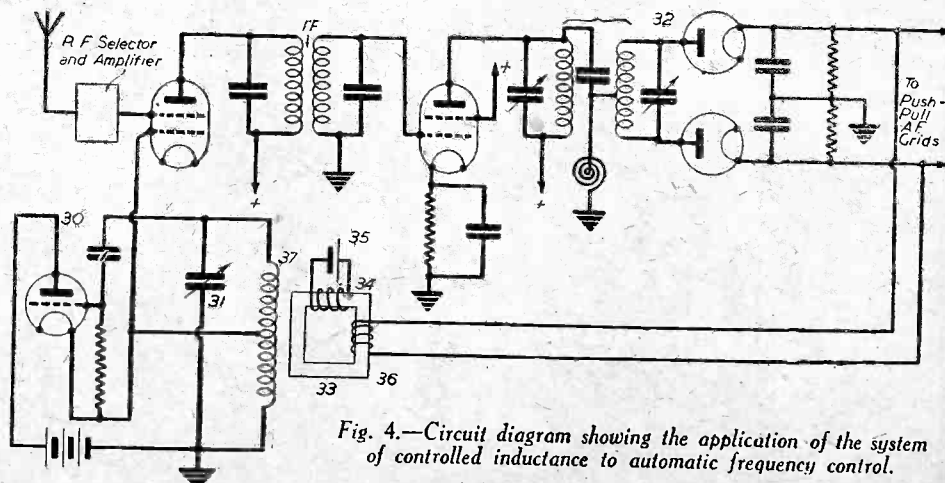 R F Selector
and Amplifier
I F
32
+
+
+
To
Push-
Pull
A.F.
Grids
30
31
37
35
34
33
36
Fig. 4.—Circuit diagram showing the application of the system
of controlled inductance to automatic frequency control.